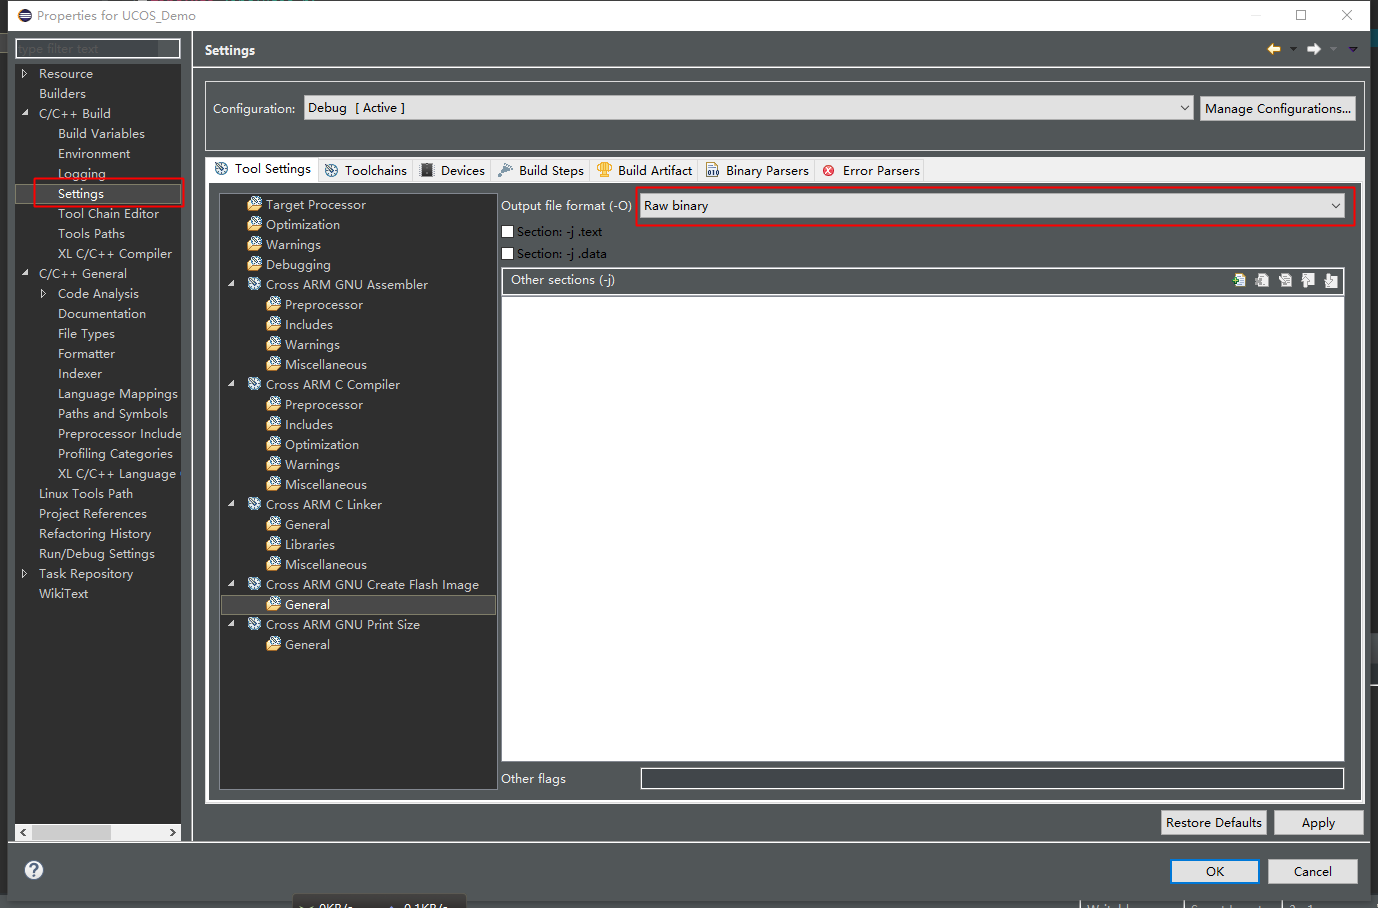 Properties for UCOS_Demo
type filter text
Resource
Builders
C/C++ Build
Build Variables
Environment
Logging
Settings
Tool Chain Editor
Tools Paths
XL C/C++ Compiler
C/C++ General
Code Analysis
Documentation
File Types
Formatter
Indexer
Language Mappings
Paths and Symbols
Preprocessor Include
Profiling Categories
XL C/C++ Language
Linux Tools Path
Project References
Refactoring History
Run/Debug Settings
Task Repository
WikiText
Settings
Configuration: Debug [ Active ] Manage Configurations...
Tool Settings Toolchains Devices Build Steps Build Artifact Binary Parsers Error Parsers
Target Processor
Optimization
Warnings
Debugging
Cross ARM GNU Assembler
Preprocessor
Includes
Warnings
Miscellaneous
Cross ARM C Compiler
Preprocessor
Includes
Optimization
Warnings
Miscellaneous
Cross ARM C Linker
General
Libraries
Miscellaneous
Cross ARM GNU Create Flash Image
General
Cross ARM GNU Print Size
General
Output file format (-O) Raw binary
Section: -j .text
Section: -j .data
Other sections (-j)
Other flags
Restore Defaults Apply
OK Cancel